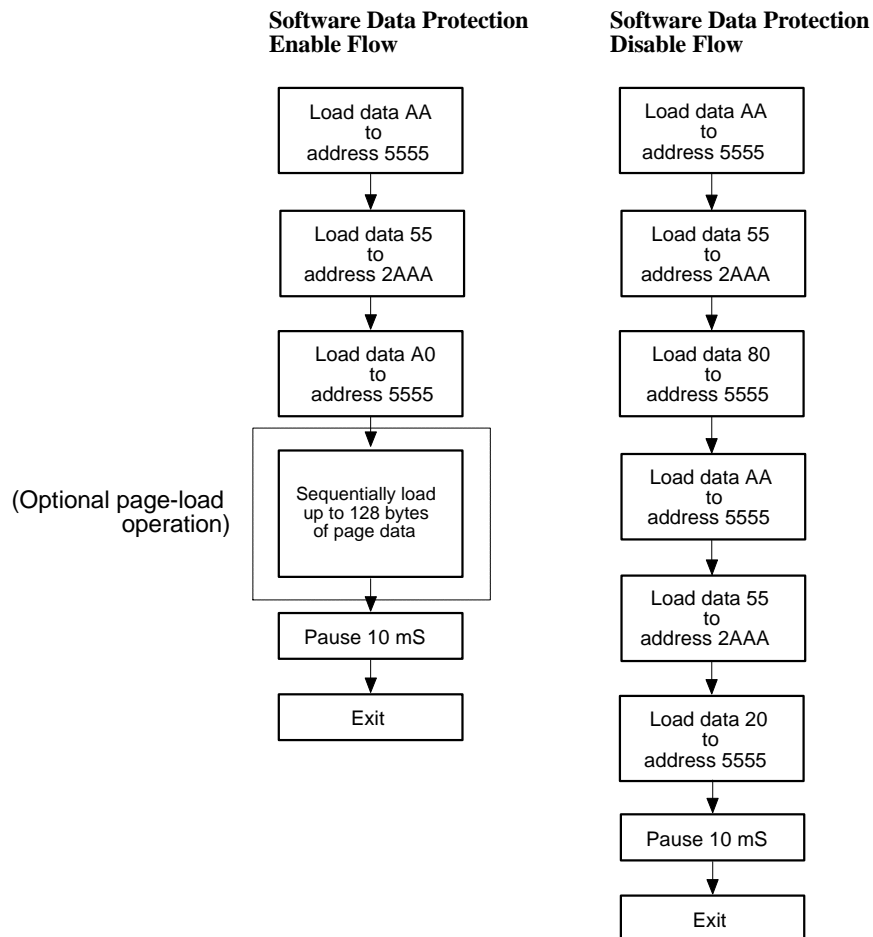 Software Data Protection
Enable Flow
Load data AA
to
address 5555
Load data 55
to
address 2AAA
Load data A0
to
address 5555
(Optional page-load
operation)
Sequentially load
up to 128 bytes
of page data
Pause 10 mS
Exit
Software Data Protection
Disable Flow
Load data AA
to
address 5555
Load data 55
to
address 2AAA
Load data 80
to
address 5555
Load data AA
to
address 5555
Load data 55
to
address 2AAA
Load data 20
to
address 5555
Pause 10 mS
Exit